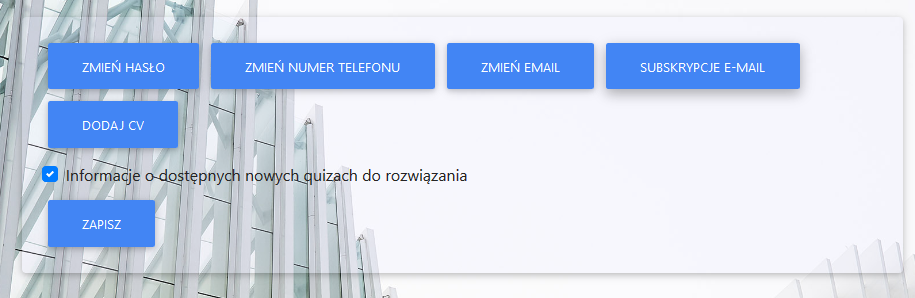 ZMIEŃ HASŁO ZMIEŃ NUMER TELEFONU ZMIEŃ EMAIL SUBSKRYPCJE E-MAIL
DODAJ CV
Informacje o dostępnych nowych quizach do rozwiązania
ZAPISZ